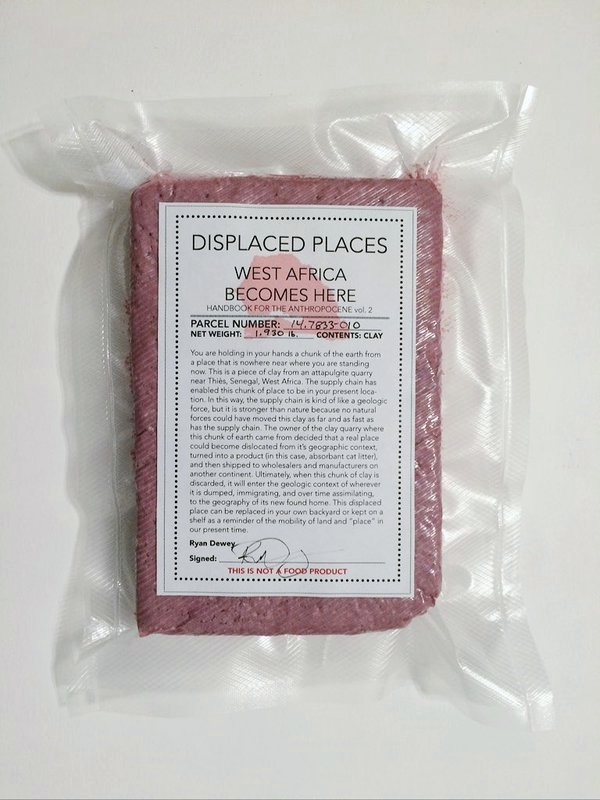 DISPLACED PLACES
WEST AFRICA
BECOMES HERE
HANDBOOK FOR THE ANTHROPOCENE vol. 2
PARCEL NUMBER: 14.7833-010
NET WEIGHT: 1.930 lb. CONTENTS: CLAY
You are holding in your hands a chunk of the earth from
a place that is nowhere near where you are standing
now. This is a piece of clay from an attapulgite quarry
near Thiès, Senegal, West Africa. The supply chain has
enabled this chunk of place to be in your present loca-
tion. In this way, the supply chain is kind of like a geologic
force, but it is stronger than nature because no natural
forces could have moved this clay as far and as fast as
has the supply chain. The owner of the clay quarry where
this chunk of earth came from decided that a real place
could become dislocated from it's geographic context,
turned into a product (in this case, absorbant cat litter),
and then shipped to wholesalers and manufacturers on
another continent. Ultimately, when this chunk of clay is
discarded, it will enter the geologic context of wherever
it is dumped, immigrating, and over time assimilating,
to the geography of its new found home. This displaced
place can be replaced in your own backyard or kept on a
shelf as a reminder of the mobility of land and "place" in
our present time.
Ryan Dewey
Signed:
THIS IS NOT A FOOD PRODUCT